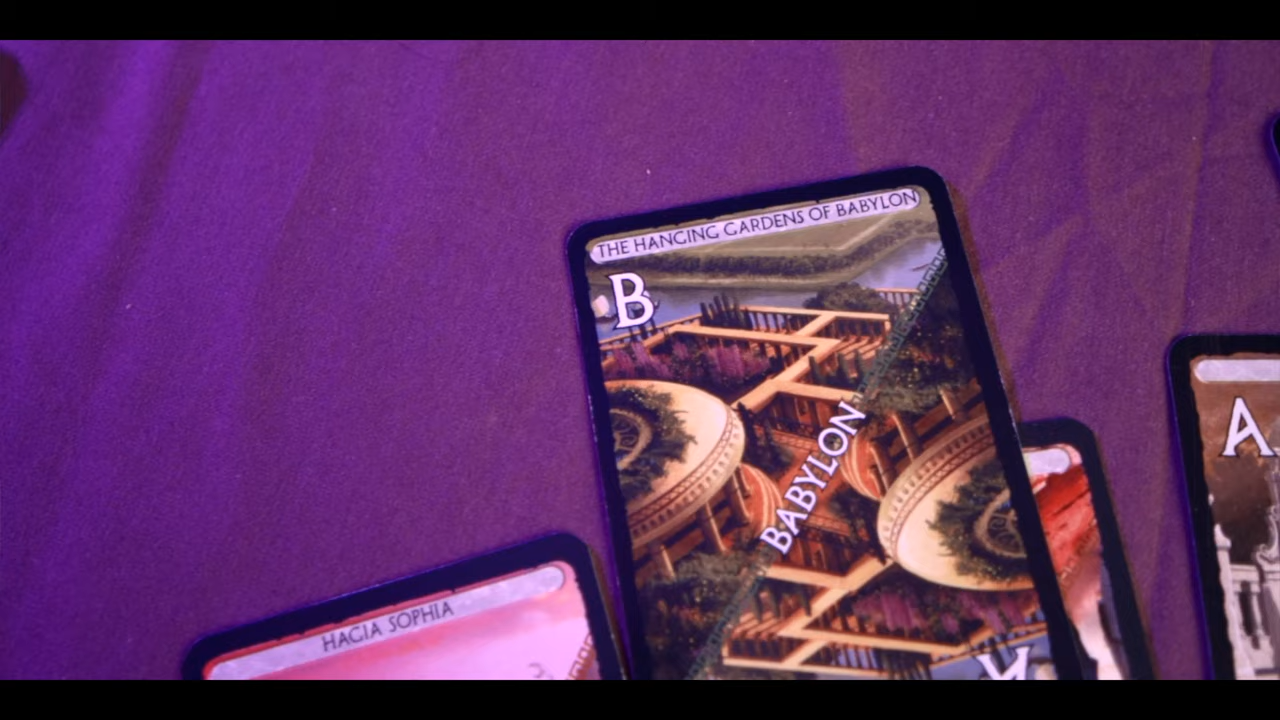 THE HANGING GARDENS OF BABYLON
B
BABYLON
A
HAGIA SOPHIA
A